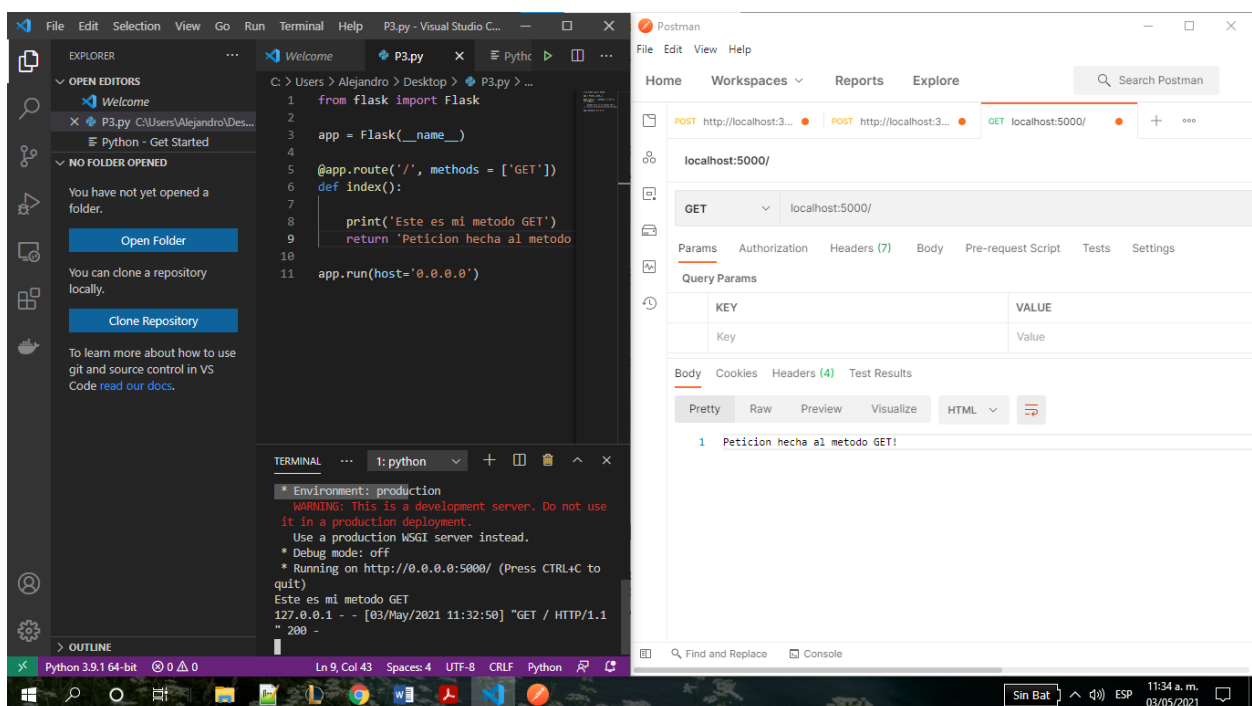 File Edit Selection View Go Run Terminal Help P3.py - Visual Studio C...
EXPLORER
OPEN EDITORS
Welcome
P3.py C:\Users\Alejandro\Des...
Python - Get Started
NO FOLDER OPENED
You have not yet opened a
folder.
Open Folder
You can clone a repository
locally.
Clone Repository
To learn more about how to use
git and source control in VS
Code read our docs.
OUTLINE
Welcome P3.py Pythc
C: > Users > Alejandro > Desktop > P3.py > ...
1 from flask import Flask
2
3 app = Flask(__name__)
4
5 @app.route('/', methods = ['GET'])
6 def index():
7
8 print('Este es mi metodo GET')
9 return 'Peticion hecha al metodo
10
11 app.run(host='0.0.0.0')
TERMINAL ... 1: python
* Environment: production
WARNING: This is a development server. Do not use
it in a production deployment.
Use a production WSGI server instead.
* Debug mode: off
* Running on http://0.0.0.0:5000/ (Press CTRL+C to
quit)
Este es mi metodo GET
127.0.0.1 - - [03/May/2021 11:32:50] "GET / HTTP/1.1
" 200 -
Python 3.9.1 64-bit 0 0 Ln 9, Col 43 Spaces: 4 UTF-8 CRLF Python
Postman
File Edit View Help
Home Workspaces Reports Explore Search Postman
POST http://localhost:3... POST http://localhost:3... GET localhost:5000/
localhost:5000/
GET localhost:5000/
Params Authorization Headers (7) Body Pre-request Script Tests Settings
Query Params
KEY VALUE
Key Value
Body Cookies Headers (4) Test Results
Pretty Raw Preview Visualize HTML
1 Peticion hecha al metodo GET!
Find and Replace Console
Sin Bat ESP 11:34 a. m.
03/05/2021